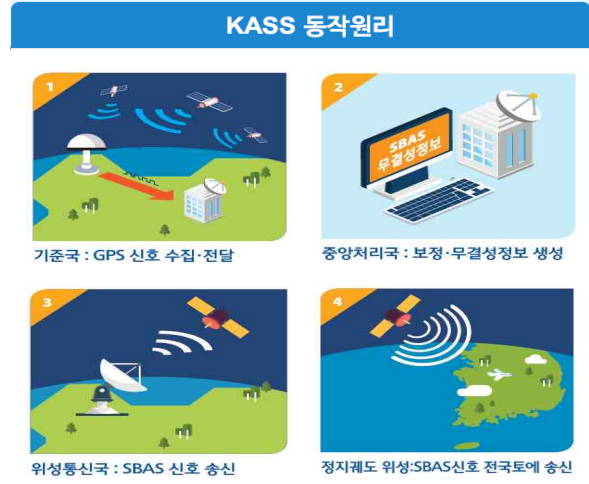 KASS 동작원리
1
기준국 : GPS 신호 수집·전달
2
SBAS
무결성정보
중앙처리국 : 보정·무결성정보 생성
3
위성통신국 : SBAS 신호 송신
4
정지궤도 위성:SBAS신호 전국토에 송신